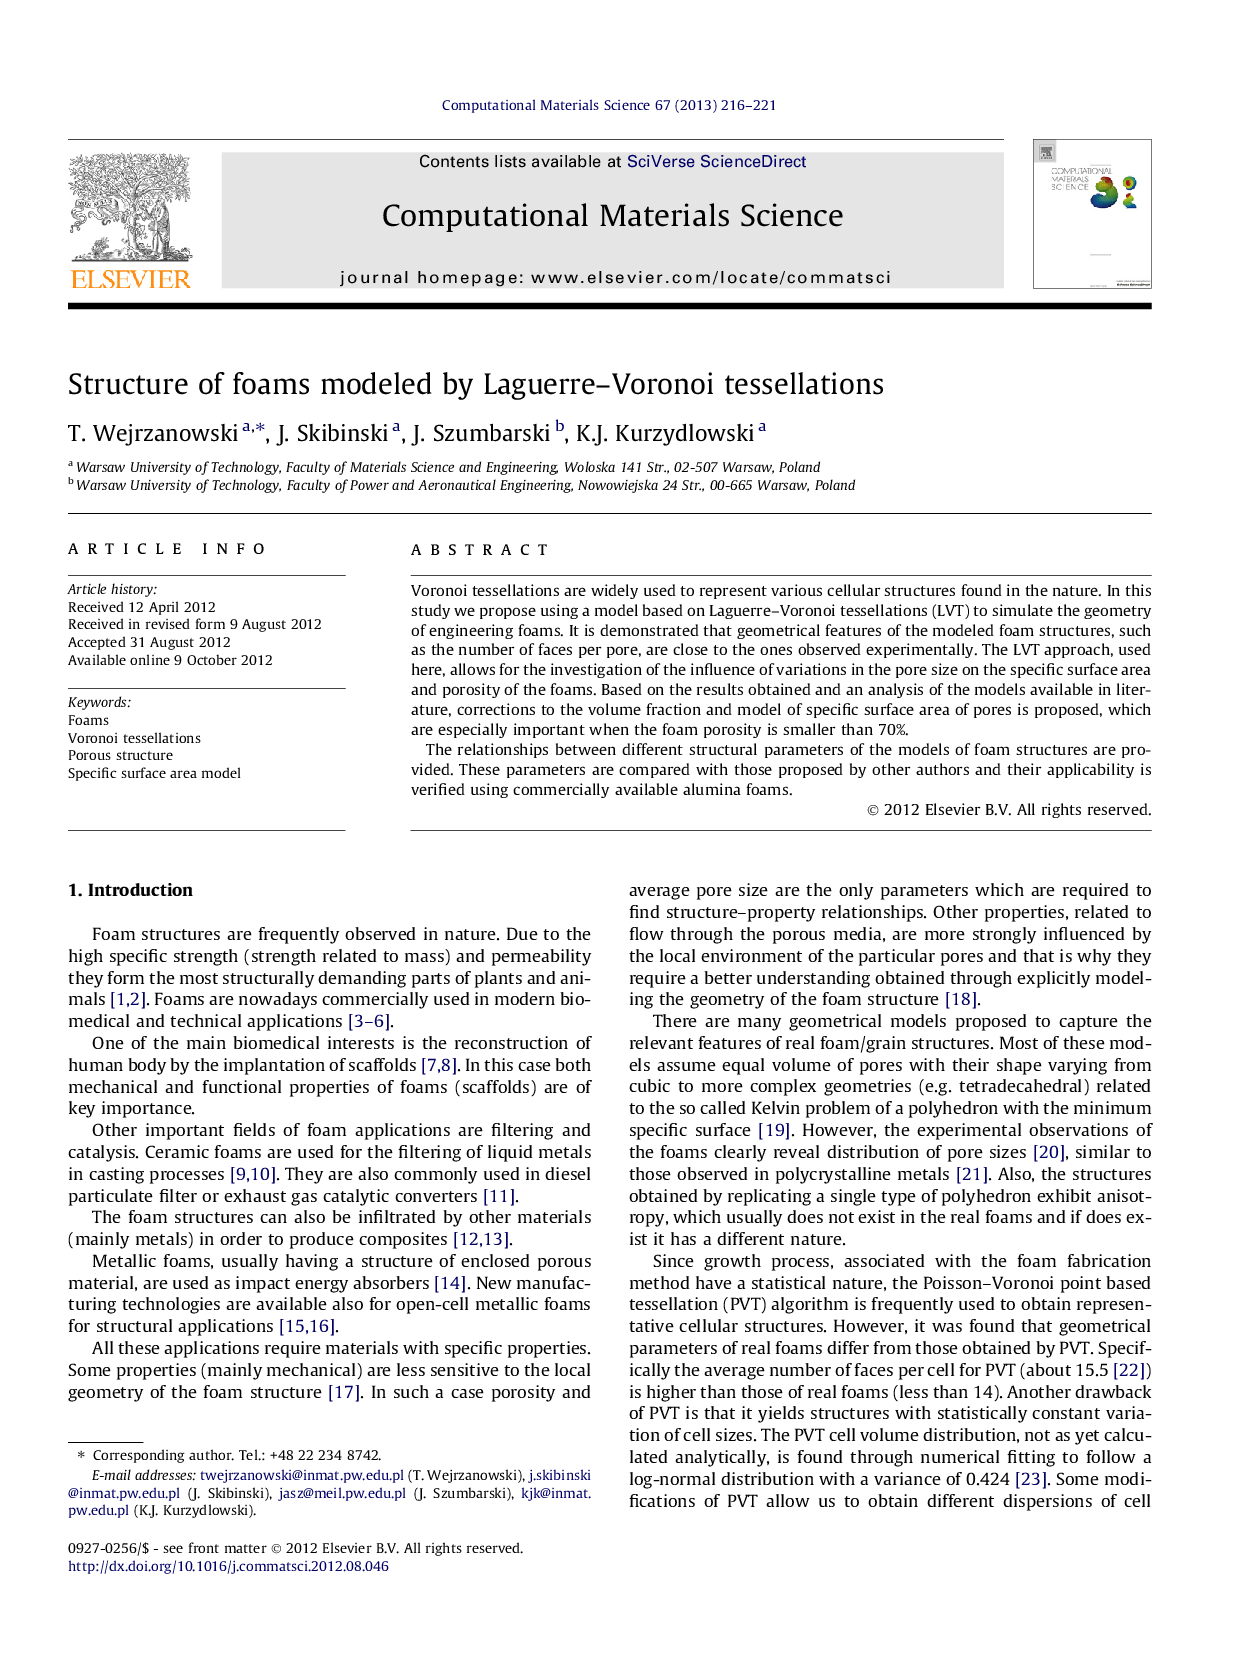 Computational Materials Science 67 (2013) 216–221
Contents lists available at SciVerse ScienceDirect
Computational Materials Science
journal homepage: www.elsevier.com/locate/commatsci
ELSEVIER
COMPUTATIONAL
MATERIALS
SCIENCE
Structure of foams modeled by Laguerre–Voronoi tessellations
T. Wejrzanowski a,*, J. Skibinski a, J. Szumbarski b, K.J. Kurzydlowski a
a Warsaw University of Technology, Faculty of Materials Science and Engineering, Woloska 141 Str., 02-507 Warsaw, Poland
b Warsaw University of Technology, Faculty of Power and Aeronautical Engineering, Nowowiejska 24 Str., 00-665 Warsaw, Poland
ARTICLE INFO
Article history:
Received 12 April 2012
Received in revised form 9 August 2012
Accepted 31 August 2012
Available online 9 October 2012
Keywords:
Foams
Voronoi tessellations
Porous structure
Specific surface area model
ABSTRACT
Voronoi tessellations are widely used to represent various cellular structures found in the nature. In this
study we propose using a model based on Laguerre–Voronoi tessellations (LVT) to simulate the geometry
of engineering foams. It is demonstrated that geometrical features of the modeled foam structures, such
as the number of faces per pore, are close to the ones observed experimentally. The LVT approach, used
here, allows for the investigation of the influence of variations in the pore size on the specific surface area
and porosity of the foams. Based on the results obtained and an analysis of the models available in liter-
ature, corrections to the volume fraction and model of specific surface area of pores is proposed, which
are especially important when the foam porosity is smaller than 70%.
The relationships between different structural parameters of the models of foam structures are pro-
vided. These parameters are compared with those proposed by other authors and their applicability is
verified using commercially available alumina foams.
© 2012 Elsevier B.V. All rights reserved.
1. Introduction
Foam structures are frequently observed in nature. Due to the
high specific strength (strength related to mass) and permeability
they form the most structurally demanding parts of plants and ani-
mals [1,2]. Foams are nowadays commercially used in modern bio-
medical and technical applications [3–6].
One of the main biomedical interests is the reconstruction of
human body by the implantation of scaffolds [7,8]. In this case both
mechanical and functional properties of foams (scaffolds) are of
key importance.
Other important fields of foam applications are filtering and
catalysis. Ceramic foams are used for the filtering of liquid metals
in casting processes [9,10]. They are also commonly used in diesel
particulate filter or exhaust gas catalytic converters [11].
The foam structures can also be infiltrated by other materials
(mainly metals) in order to produce composites [12,13].
Metallic foams, usually having a structure of enclosed porous
material, are used as impact energy absorbers [14]. New manufac-
turing technologies are available also for open-cell metallic foams
for structural applications [15,16].
All these applications require materials with specific properties.
Some properties (mainly mechanical) are less sensitive to the local
geometry of the foam structure [17]. In such a case porosity and
average pore size are the only parameters which are required to
find structure–property relationships. Other properties, related to
flow through the porous media, are more strongly influenced by
the local environment of the particular pores and that is why they
require a better understanding obtained through explicitly model-
ing the geometry of the foam structure [18].
There are many geometrical models proposed to capture the
relevant features of real foam/grain structures. Most of these mod-
els assume equal volume of pores with their shape varying from
cubic to more complex geometries (e.g. tetradecahedral) related
to the so called Kelvin problem of a polyhedron with the minimum
specific surface [19]. However, the experimental observations of
the foams clearly reveal distribution of pore sizes [20], similar to
those observed in polycrystalline metals [21]. Also, the structures
obtained by replicating a single type of polyhedron exhibit anisot-
ropy, which usually does not exist in the real foams and if does ex-
ist it has a different nature.
Since growth process, associated with the foam fabrication
method have a statistical nature, the Poisson–Voronoi point based
tessellation (PVT) algorithm is frequently used to obtain represen-
tative cellular structures. However, it was found that geometrical
parameters of real foams differ from those obtained by PVT. Specif-
ically the average number of faces per cell for PVT (about 15.5 [22])
is higher than those of real foams (less than 14). Another drawback
of PVT is that it yields structures with statistically constant varia-
tion of cell sizes. The PVT cell volume distribution, not as yet calcu-
lated analytically, is found through numerical fitting to follow a
log-normal distribution with a variance of 0.424 [23]. Some modi-
fications of PVT allow us to obtain different dispersions of cell
* Corresponding author. Tel.: +48 22 234 8742.
E-mail addresses: twejrzanowski@inmat.pw.edu.pl (T. Wejrzanowski), j.skibinski
@inmat.pw.edu.pl (J. Skibinski), jasz@meil.pw.edu.pl (J. Szumbarski), kjk@inmat.
pw.edu.pl (K.J. Kurzydlowski).
0927-0256/$ - see front matter © 2012 Elsevier B.V. All rights reserved.
http://dx.doi.org/10.1016/j.commatsci.2012.08.046